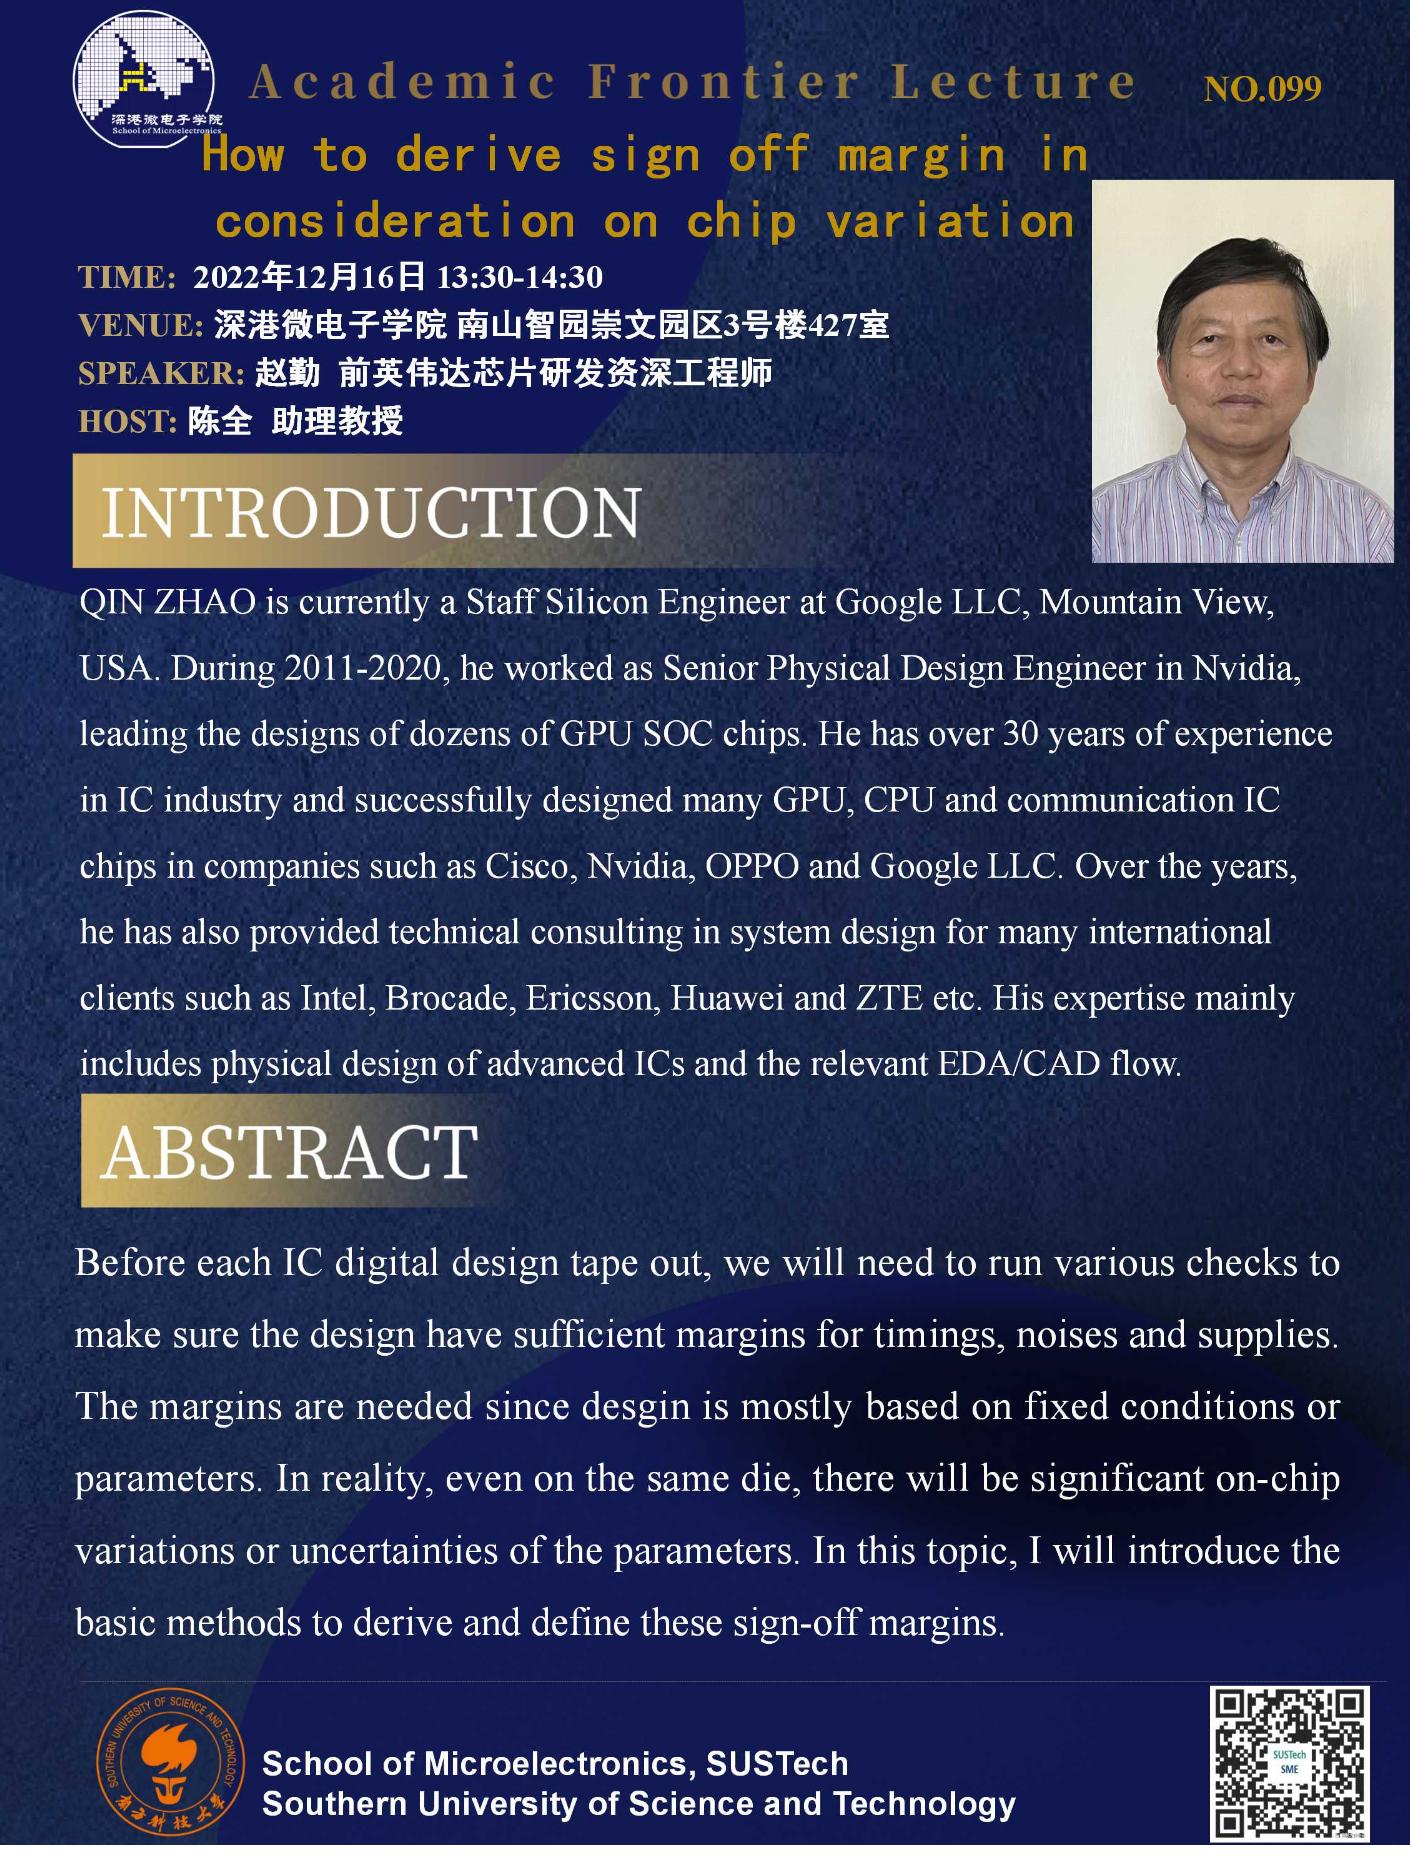 深港微电子学院
School of Microelectronics
Academic Frontier Lecture NO.099
How to derive sign off margin in
consideration on chip variation
TIME: 2022年12月16日 13:30-14:30
VENUE: 深港微电子学院 南山智园崇文园区3号楼427室
SPEAKER: 赵勤 前英伟达芯片研发资深工程师
HOST: 陈全 助理教授
INTRODUCTION
QIN ZHAO is currently a Staff Silicon Engineer at Google LLC, Mountain View,
USA. During 2011-2020, he worked as Senior Physical Design Engineer in Nvidia,
leading the designs of dozens of GPU SOC chips. He has over 30 years of experience
in IC industry and successfully designed many GPU, CPU and communication IC
chips in companies such as Cisco, Nvidia, OPPO and Google LLC. Over the years,
he has also provided technical consulting in system design for many international
clients such as Intel, Brocade, Ericsson, Huawei and ZTE etc. His expertise mainly
includes physical design of advanced ICs and the relevant EDA/CAD flow.
ABSTRACT
Before each IC digital design tape out, we will need to run various checks to
make sure the design have sufficient margins for timings, noises and supplies.
The margins are needed since desgin is mostly based on fixed conditions or
parameters. In reality, even on the same die, there will be significant on-chip
variations or uncertainties of the parameters. In this topic, I will introduce the
basic methods to derive and define these sign-off margins.
SOUTHERN UNIVERSITY OF SCIENCE AND TECHNOLOGY
南方科技大学
School of Microelectronics, SUSTech
Southern University of Science and Technology
SUSTech
SME